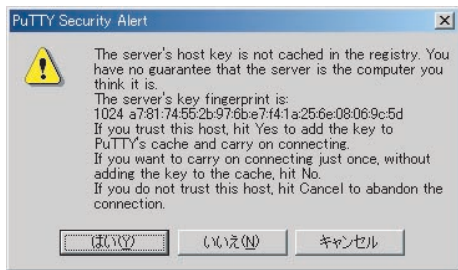 PuTTY Security Alert
The server's host key is not cached in the registry. You
have no guarantee that the server is the computer you
think it is.
The server's key fingerprint is:
1024 a7:81:74:55:2b:97:6b:e7:f4:1a:25:6e:08:06:9c:5d
If you trust this host, hit Yes to add the key to
PuTTY's cache and carry on connecting.
If you want to carry on connecting just once, without
adding the key to the cache, hit No.
If you do not trust this host, hit Cancel to abandon the
connection.
はい(Y)
いいえ(N)
キャンセル